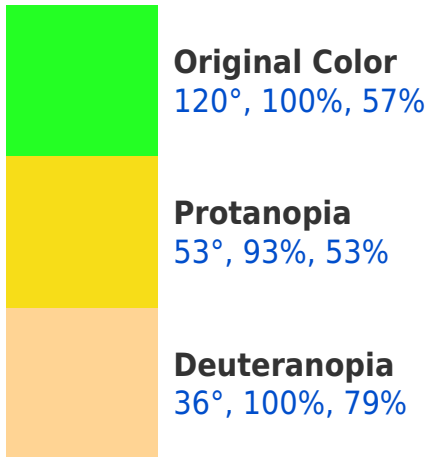 Original Color
120°, 100%, 57%
Protanopia
53°, 93%, 53%
Deuteranopia
36°, 100%, 79%